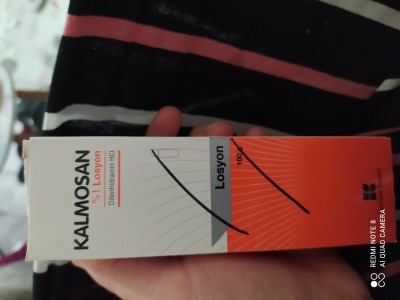 KALMOSAN
%1 Losyon
Difenhidramin HCl
Losyon
100 g
REDMI NOTE 8
AI QUAD CAMERA